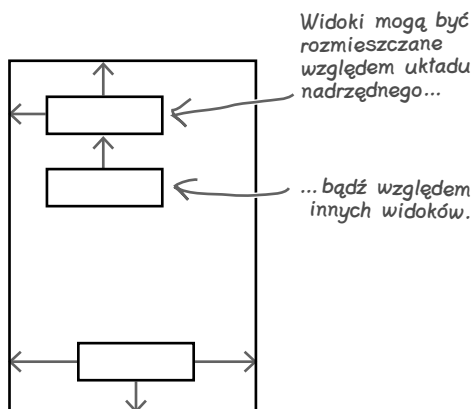 Widoki mogą być
rozmieszczane
względem układu
nadrzędnego...
...bądź względem
innych widoków.